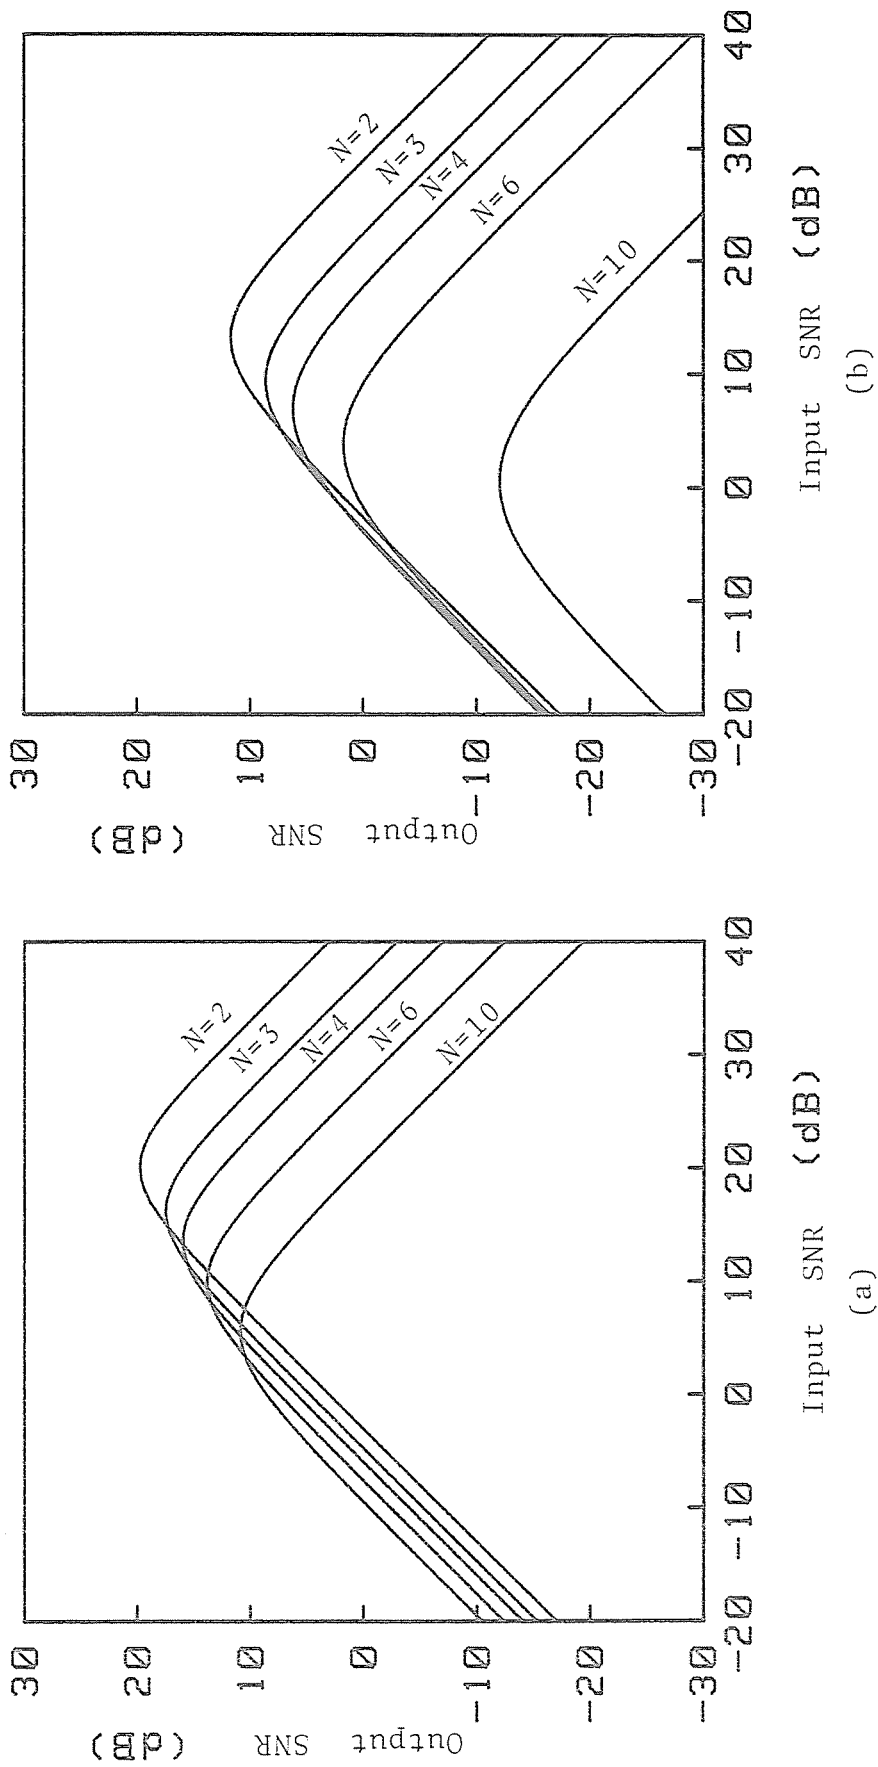 30
20
10
0
-10
-20
-30
Output SNR (dB)
N=2
N=3
N=4
N=6
N=10
-20 -10 0 10 20 30 40
Input SNR (dB)
(a)
30
20
10
0
-10
-20
-30
Output SNR (dB)
N=2
N=3
N=4
N=6
N=10
-20 -10 0 10 20 30 40
Input SNR (dB)
(b)